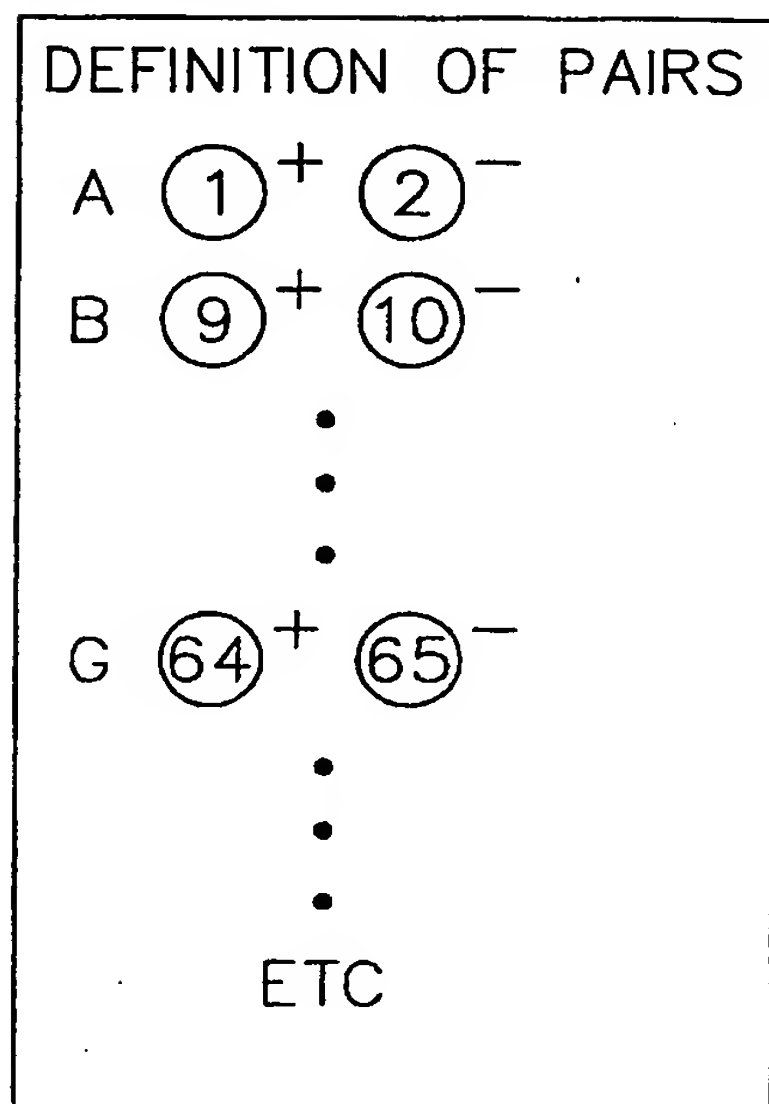 DEFINITION OF PAIRS
A 1+ 2−
B 9+ 10−
G 64+ 65−
ETC